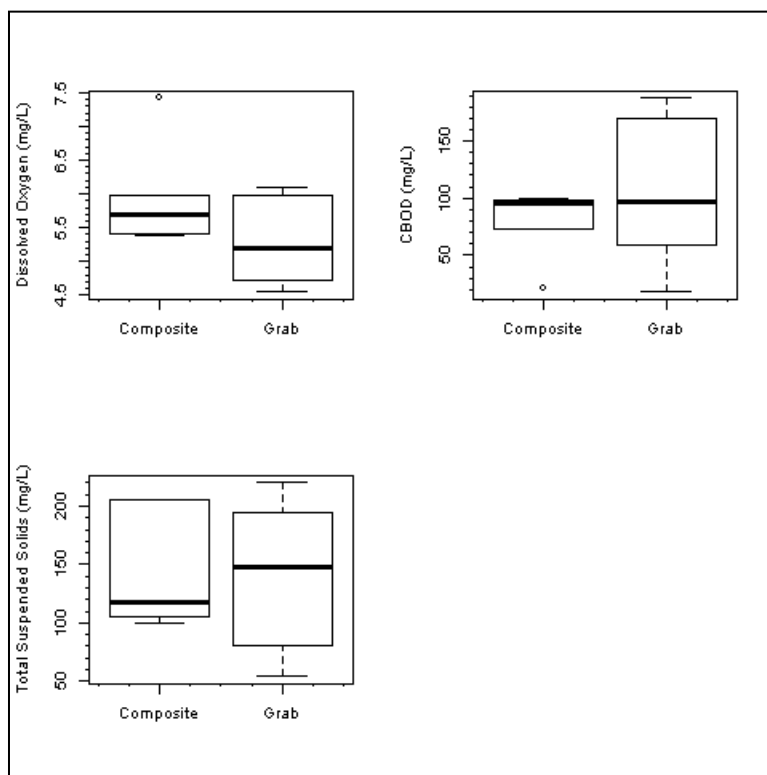 Dissolved Oxygen (mg/L)
7.5
6.5
5.5
4.5
Composite
Grab
CBOD (mg/L)
150
100
50
Composite
Grab
Total Suspended Solids (mg/L)
200
150
100
50
Composite
Grab